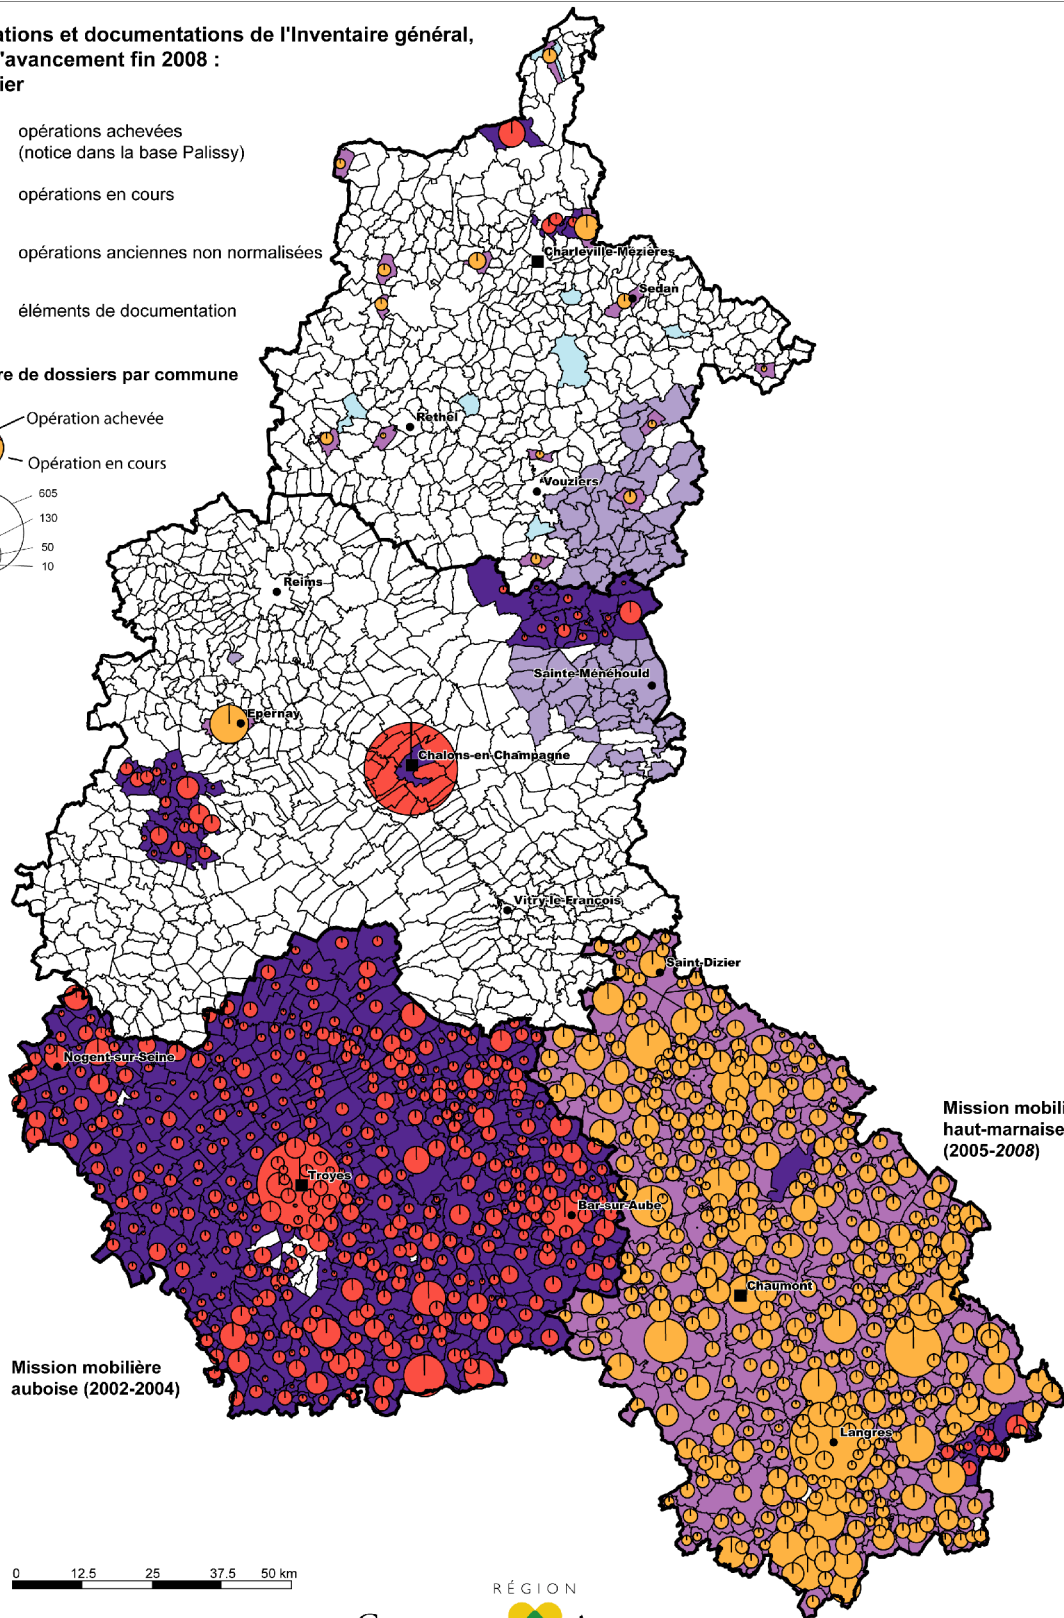 ations et documentations de l'Inventaire général,
'avancement fin 2008 :
ier
opérations achevées
(notice dans la base Palissy)
opérations en cours
opérations anciennes non normalisées
éléments de documentation
re de dossiers par commune
Opération achevée
Opération en cours
605
130
50
10
Charleville-Mézières
Sedan
Rethel
Vouziers
Reims
Sainte-Ménéhould
Epernay
Chalons-en-Champagne
Vitry-le-François
Saint-Dizier
Nogent-sur-Seine
Mission mobili
haut-marnaise
(2005-2008)
Troyes
Bar-sur-Aube
Chaumont
Mission mobilière
auboise (2002-2004)
Langres
0 12.5 25 37.5 50 km
RÉGION